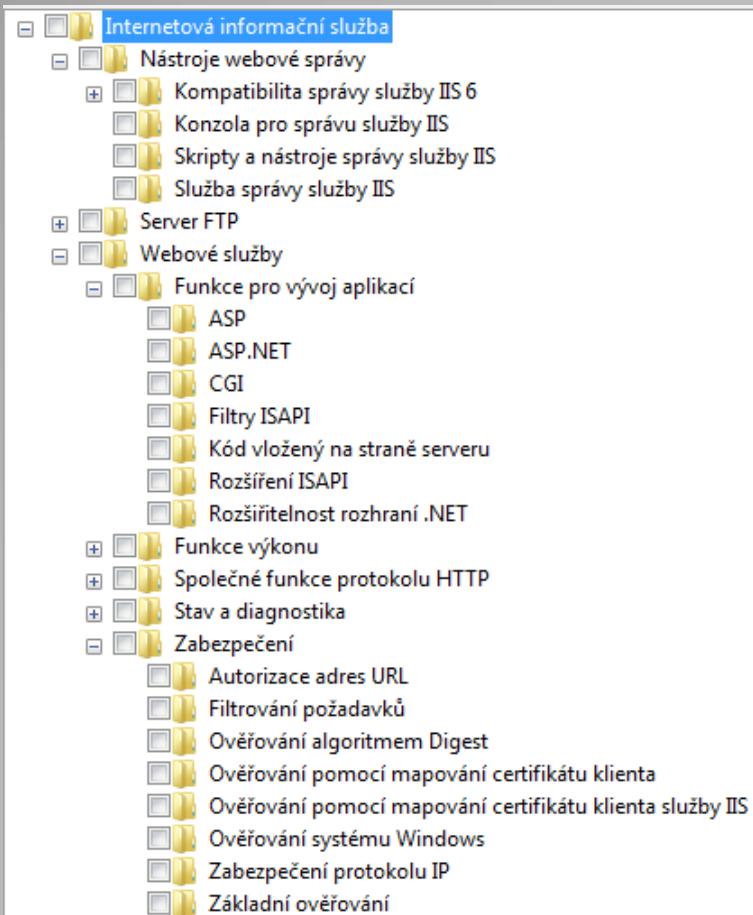 Internetová informační služba
Nástroje webové správy
Kompatibilita správy služby IIS 6
Konzola pro správu služby IIS
Skripty a nástroje správy služby IIS
Služba správy služby IIS
Server FTP
Webové služby
Funkce pro vývoj aplikací
ASP
ASP.NET
CGI
Filtry ISAPI
Kód vložený na straně serveru
Rozšíření ISAPI
Rozšiřitelnost rozhraní .NET
Funkce výkonu
Společné funkce protokolu HTTP
Stav a diagnostika
Zabezpečení
Autorizace adres URL
Filtrování požadavků
Ověřování algoritmem Digest
Ověřování pomocí mapování certifikátu klienta
Ověřování pomocí mapování certifikátu klienta služby IIS
Ověřování systému Windows
Zabezpečení protokolu IP
Základní ověřování